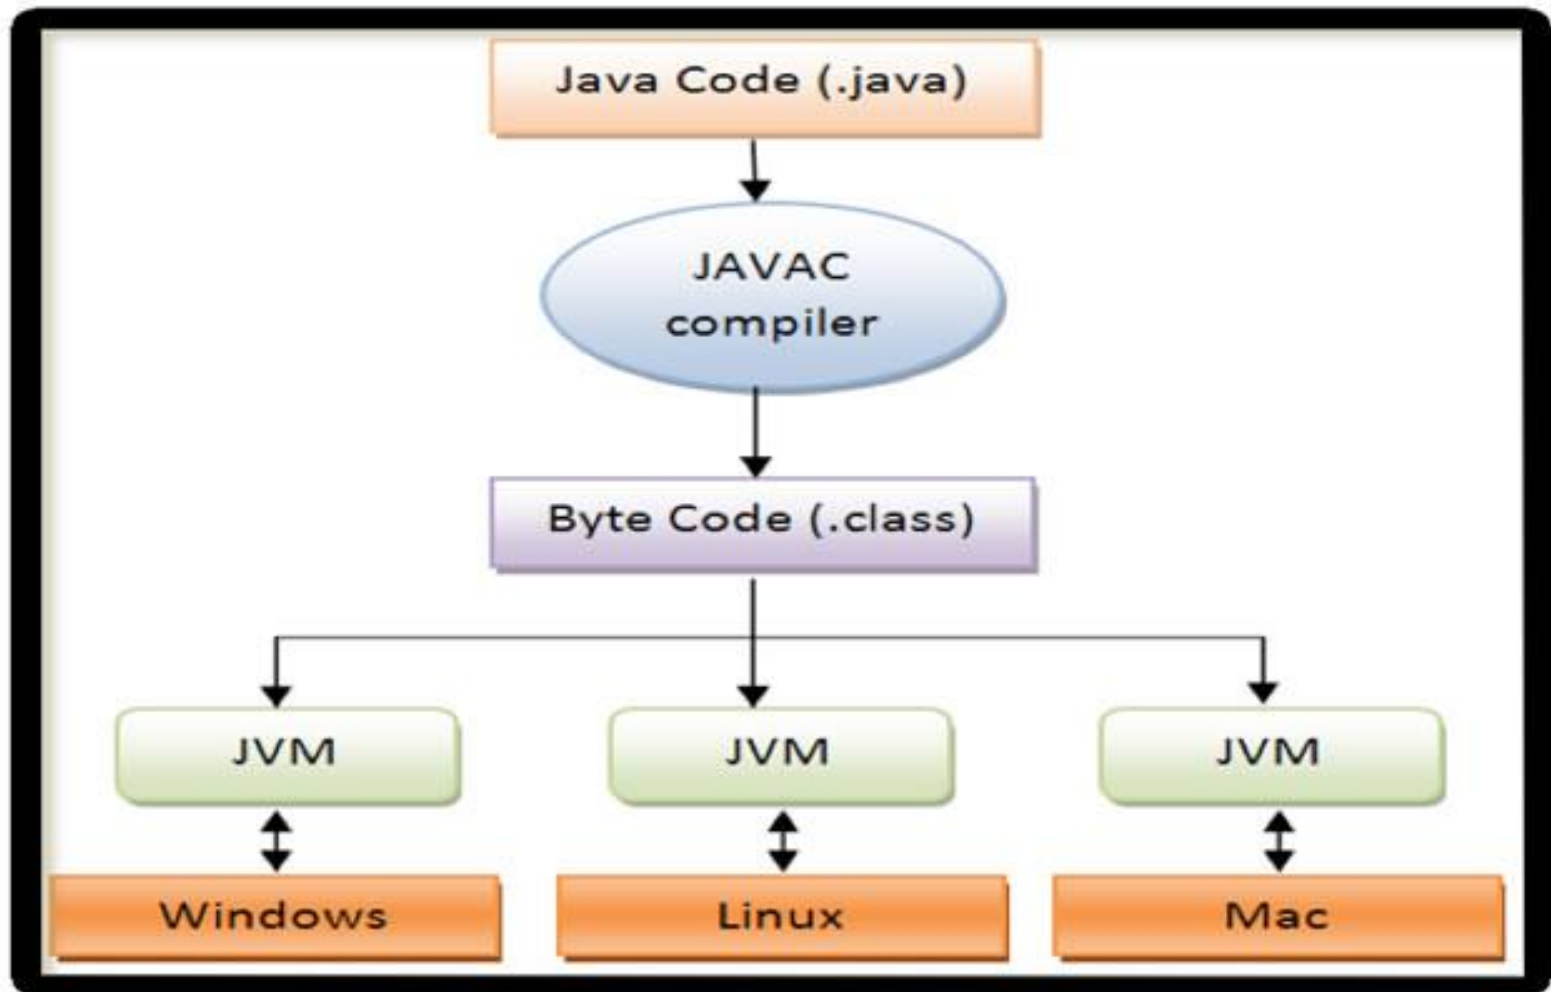 Java Code (.java)
JAVAC
compiler
Byte Code (.class)
JVM
JVM
JVM
Windows
Linux
Mac